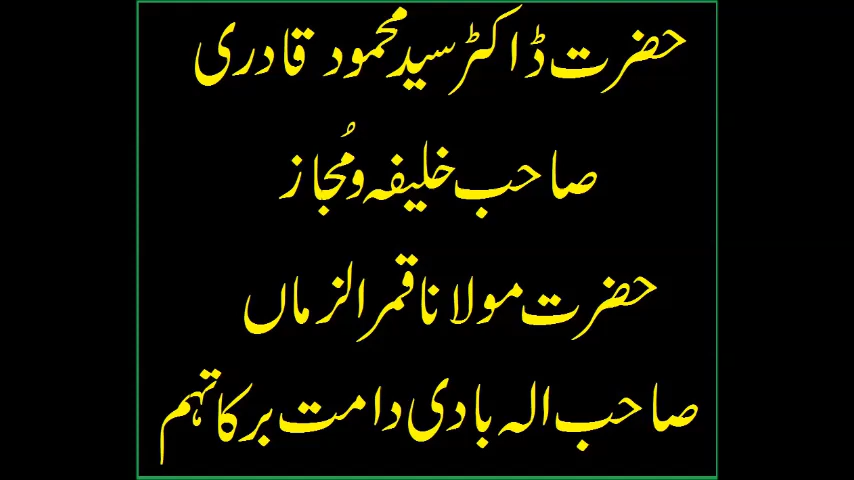 حضرت ڈاکٹر سید محمود قادری
صاحب خلیفہ و مُجاز
حضرت مولانا قمر الزماں
صاحب الہ بادی دامت برکاتہم